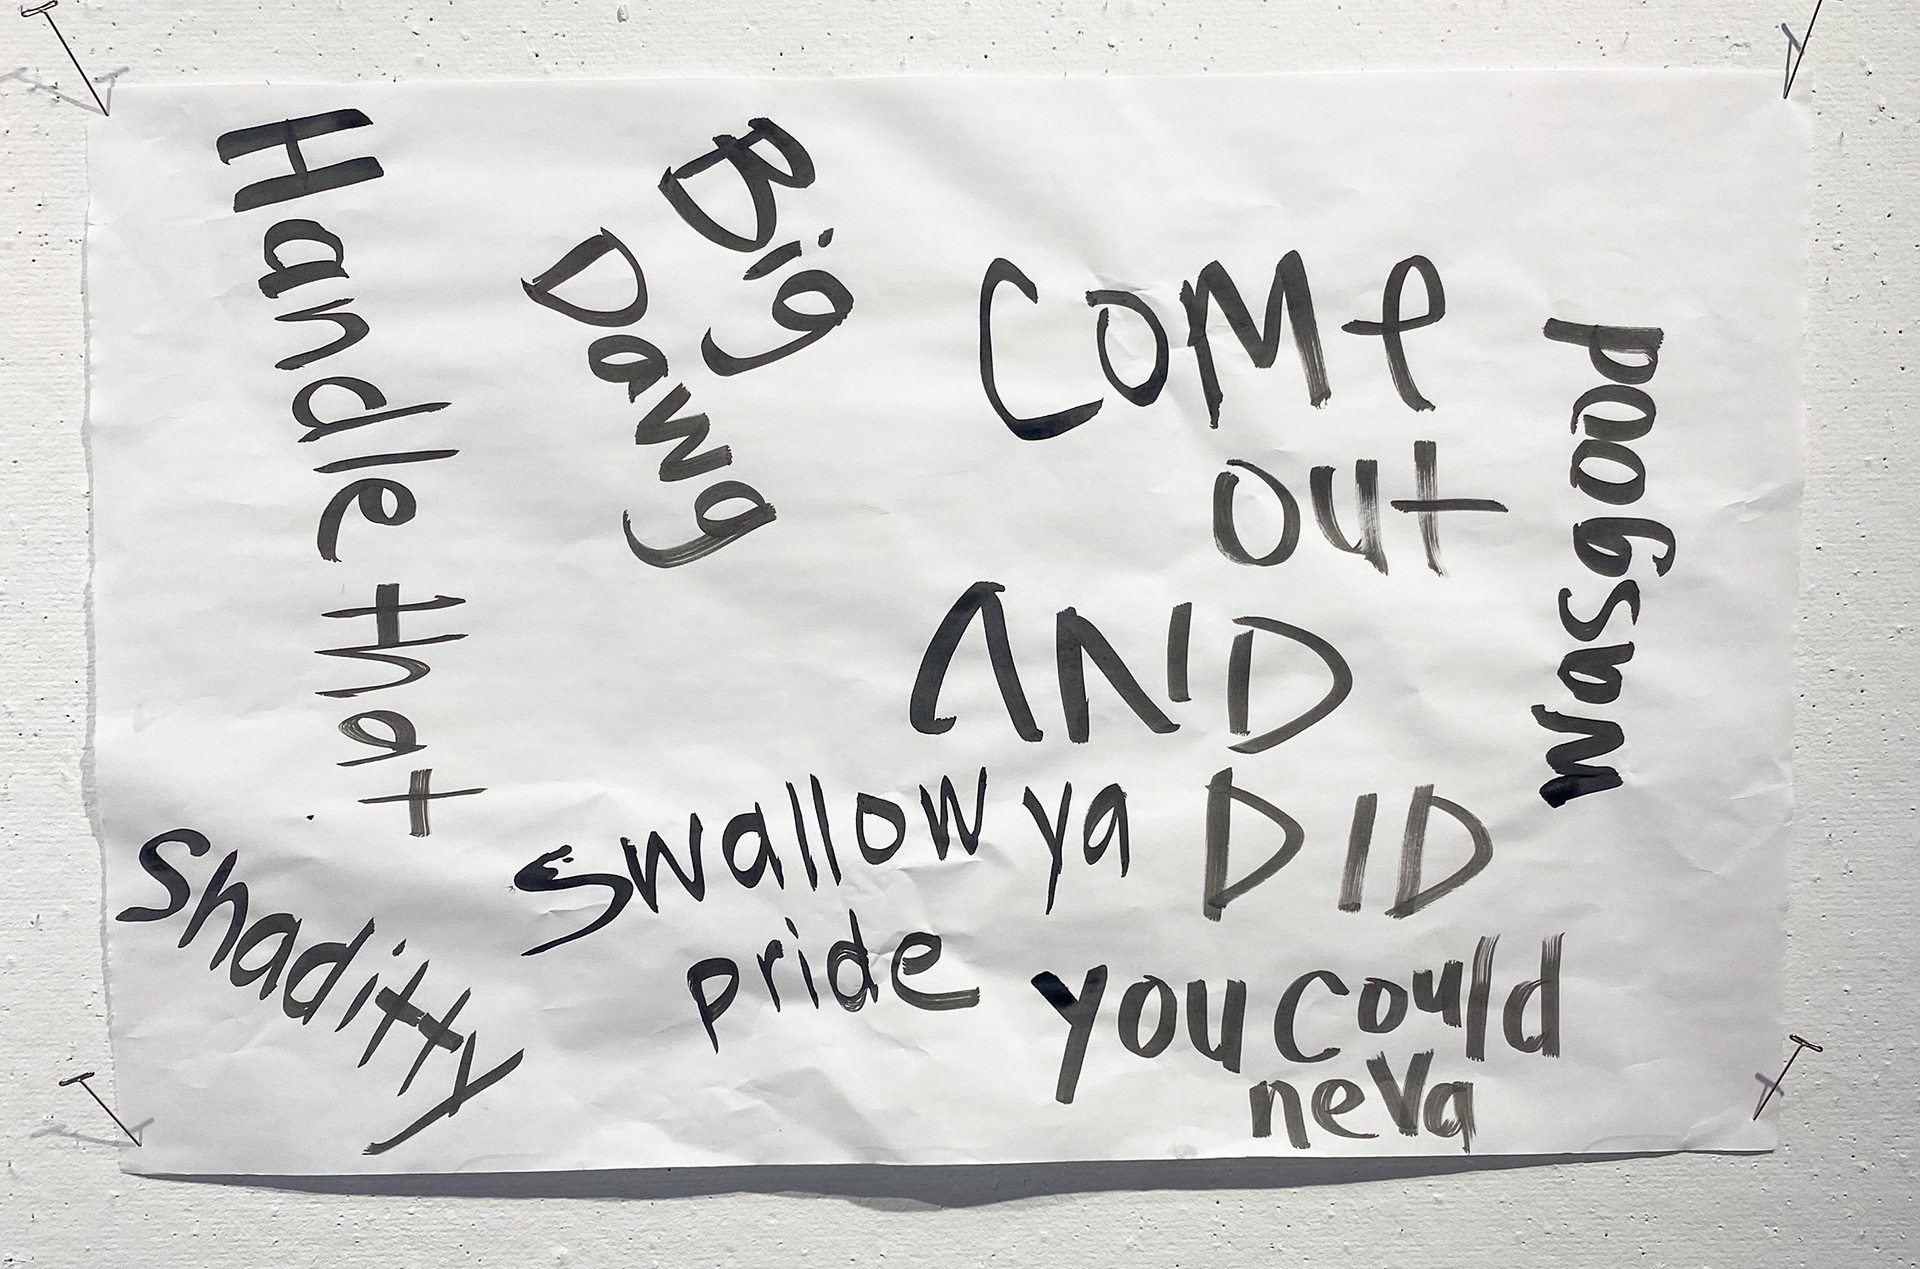 Handle that
Big
Dawg
Come
out
AND
DID
wasgood
Shaditty
swallow ya
pride
you could
neva